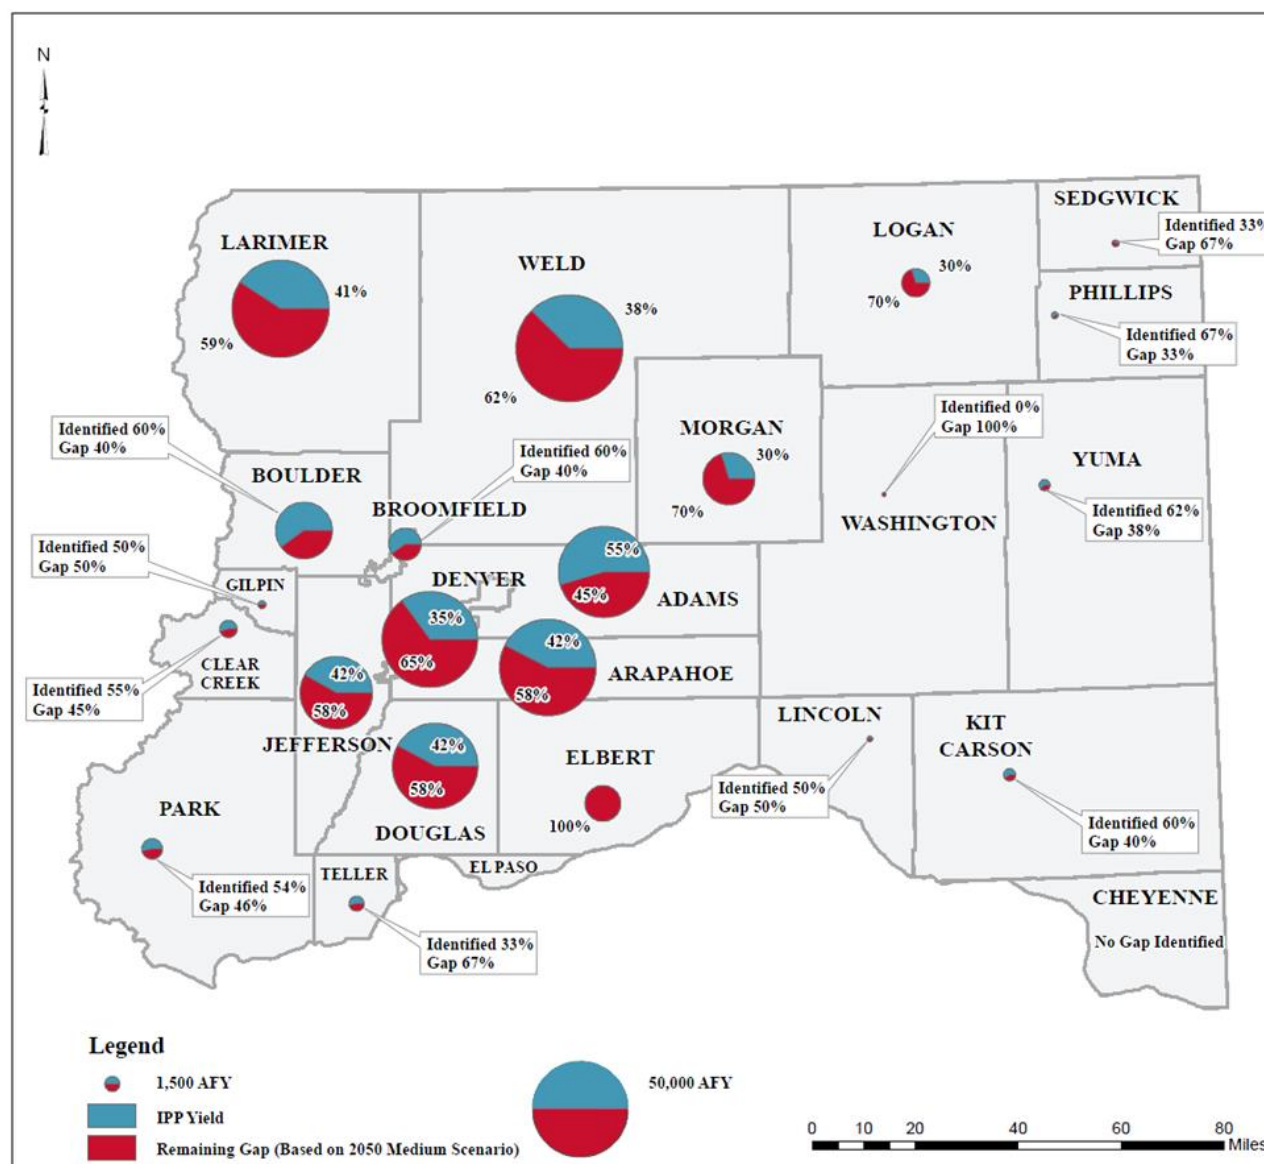 N
SEDGWICK
Identified 33%
Gap 67%
LOGAN
30%
70%
LARIMER
41%
59%
WELD
38%
62%
PHILLIPS
Identified 67%
Gap 33%
Identified 0%
Gap 100%
MORGAN
30%
70%
YUMA
Identified 62%
Gap 38%
WASHINGTON
Identified 60%
Gap 40%
BOULDER
Identified 60%
Gap 40%
BROOMFIELD
Identified 50%
Gap 50%
GILPIN
DENVER
35%
65%
55%
45%
ADAMS
42%
58%
ARAPAHOE
CLEAR
CREEK
Identified 55%
Gap 45%
42%
58%
JEFFERSON
LINCOLN
Identified 50%
Gap 50%
KIT
CARSON
Identified 60%
Gap 40%
42%
58%
DOUGLAS
ELBERT
100%
PARK
Identified 54%
Gap 46%
TELLER
Identified 33%
Gap 67%
EL PASO
CHEYENNE
No Gap Identified
Legend
1,500 AFY
50,000 AFY
IPP Yield
Remaining Gap (Based on 2050 Medium Scenario)
0 10 20 40 60 80
Miles